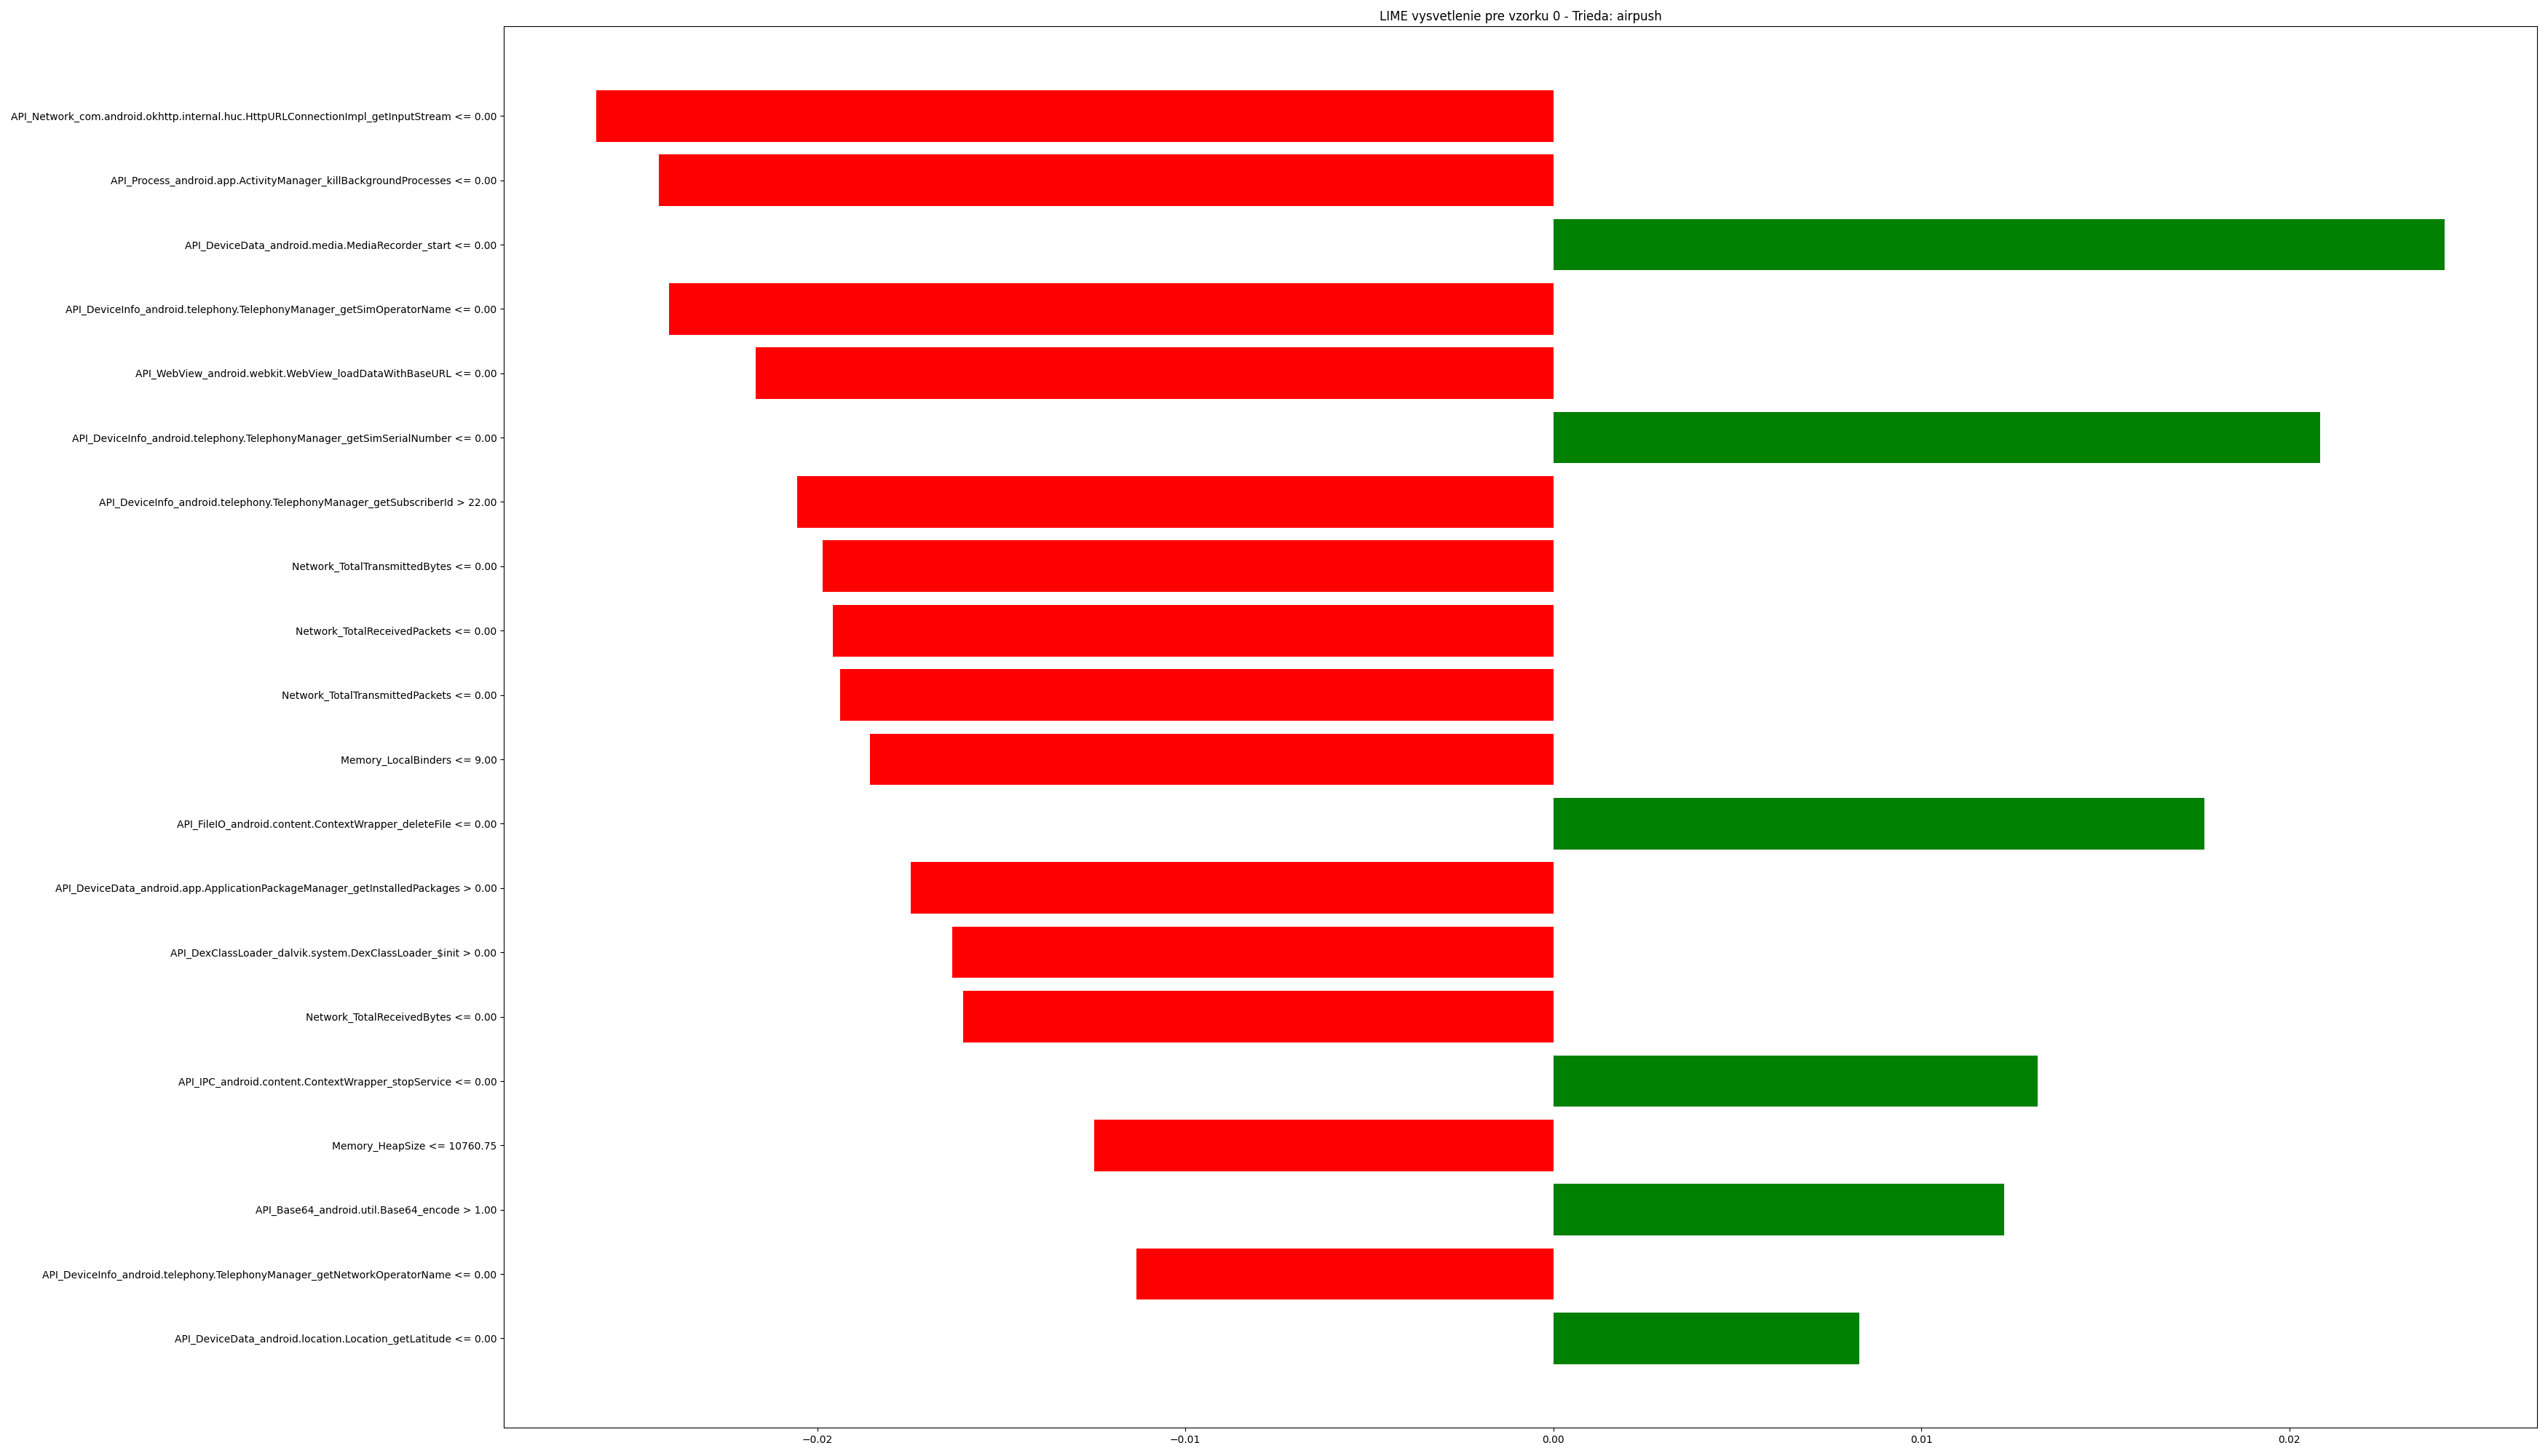 LIME vysvetlenie pre vzorku 0 - Trieda: airpush
API_Network_com.android.okhttp.internal.huc.HttpURLConnectionImpl_getInputStream <= 0.00
API_Process_android.app.ActivityManager_killBackgroundProcesses <= 0.00
API_DeviceData_android.media.MediaRecorder_start <= 0.00
API_DeviceInfo_android.telephony.TelephonyManager_getSimOperatorName <= 0.00
API_WebView_android.webkit.WebView_loadDataWithBaseURL <= 0.00
API_DeviceInfo_android.telephony.TelephonyManager_getSimSerialNumber <= 0.00
API_DeviceInfo_android.telephony.TelephonyManager_getSubscriberId > 22.00
Network_TotalTransmittedBytes <= 0.00
Network_TotalReceivedPackets <= 0.00
Network_TotalTransmittedPackets <= 0.00
Memory_LocalBinders <= 9.00
API_FileIO_android.content.ContextWrapper_deleteFile <= 0.00
API_DeviceData_android.app.ApplicationPackageManager_getInstalledPackages > 0.00
API_DexClassLoader_dalvik.system.DexClassLoader_$init > 0.00
Network_TotalReceivedBytes <= 0.00
API_IPC_android.content.ContextWrapper_stopService <= 0.00
Memory_HeapSize <= 10760.75
API_Base64_android.util.Base64_encode > 1.00
API_DeviceInfo_android.telephony.TelephonyManager_getNetworkOperatorName <= 0.00
API_DeviceData_android.location.Location_getLatitude <= 0.00
−0.02 −0.01 0.00 0.01 0.02